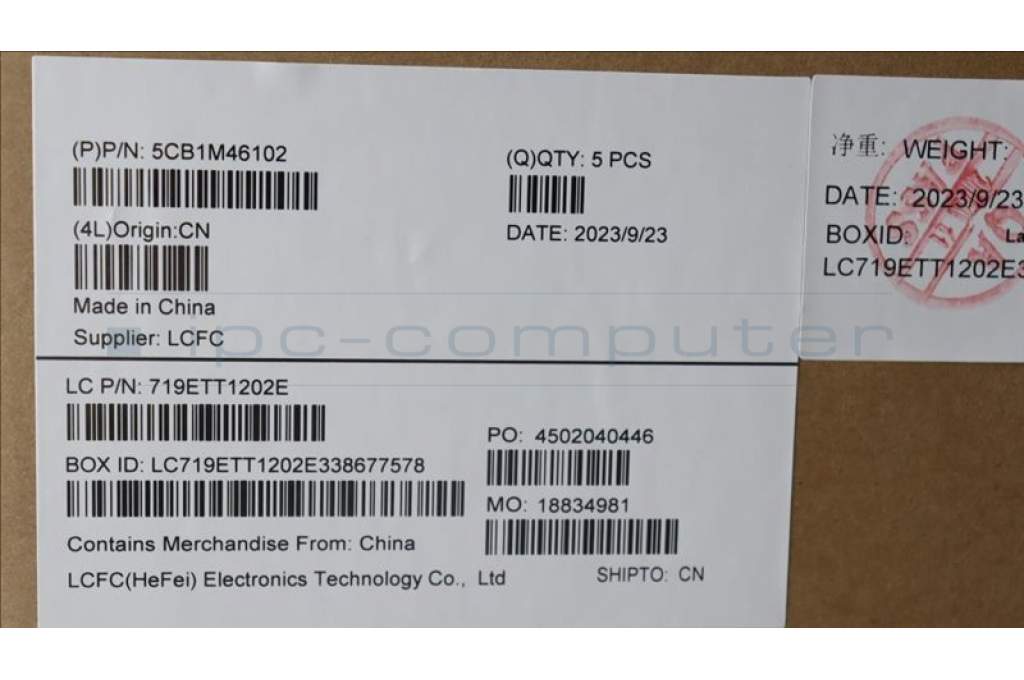 (P)P/N: 5CB1M46102
(Q)QTY: 5 PCS
(4L)Origin:CN
DATE: 2023/9/23
Made in China
Supplier: LCFC
ipc-computer
LC P/N: 719ETT1202E
PO: 4502040446
BOX ID: LC719ETT1202E338677578
MO: 18834981
Contains Merchandise From: China
LCFC(HeFei) Electronics Technology Co., Ltd
SHIPTO: CN
净重: WEIGHT:
DATE: 2023/9/23
BOXID: La
LC719ETT1202E3